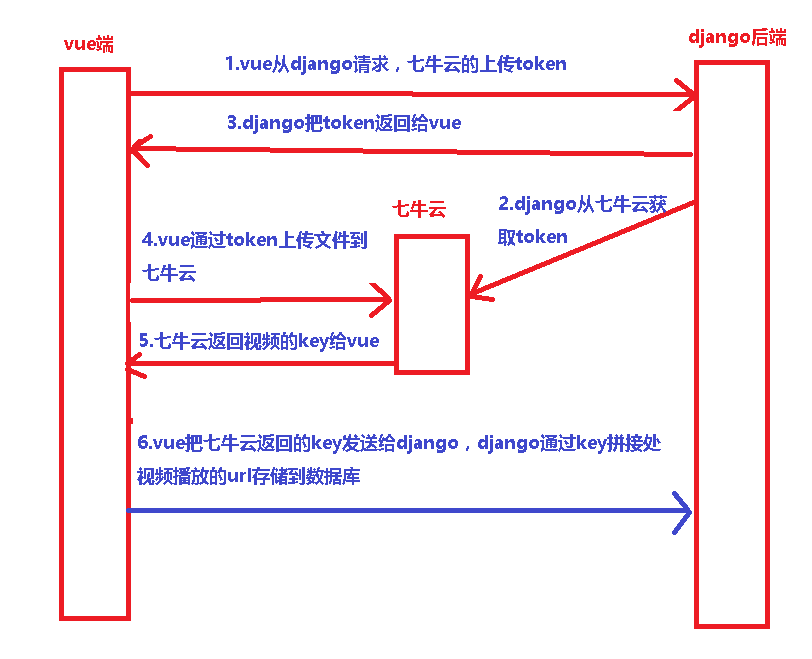 vue端
django后端
1.vue从django请求，七牛云的上传token
3.django把token返回给vue
七牛云
2.django从七牛云获
取token
4.vue通过token上传文件到
七牛云
5.七牛云返回视频的key给vue
6.vue把七牛云返回的key发送给django，django通过key拼接处
视频播放的url存储到数据库